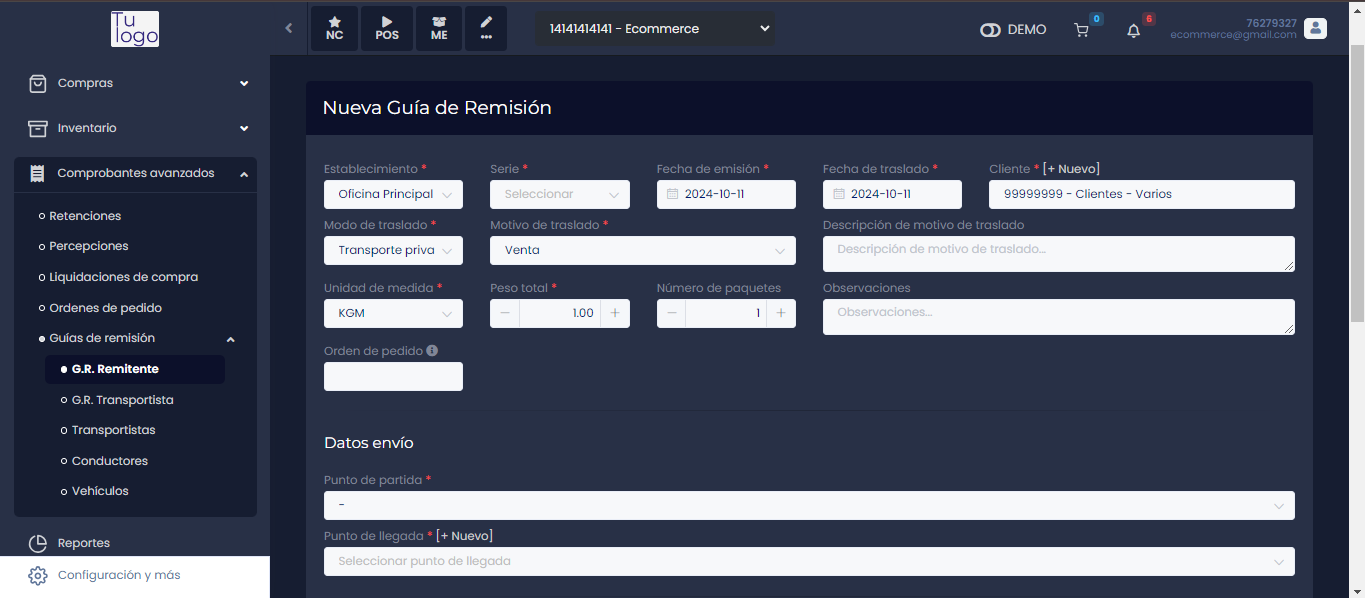 Tu
logo
NC
POS
ME
14141414141 - Ecommerce
DEMO
0
6
76279327
ecommerce@gmail.com
Compras
Inventario
Comprobantes avanzados
Retenciones
Percepciones
Liquidaciones de compra
Ordenes de pedido
Guías de remisión
G.R. Remitente
G.R. Transportista
Transportistas
Conductores
Vehículos
Reportes
Configuración y más
Nueva Guía de Remisión
Establecimiento *
Oficina Principal
Serie *
Seleccionar
Fecha de emisión *
2024-10-11
Fecha de traslado *
2024-10-11
Cliente * [+ Nuevo]
99999999 - Clientes - Varios
Modo de traslado *
Transporte priva
Motivo de traslado *
Venta
Descripción de motivo de traslado
Descripción de motivo de traslado...
Unidad de medida *
KGM
Peso total *
− 1.00 +
Número de paquetes
− 1 +
Observaciones
Observaciones...
Orden de pedido
Datos envío
Punto de partida *
-
Punto de llegada * [+ Nuevo]
Seleccionar punto de llegada